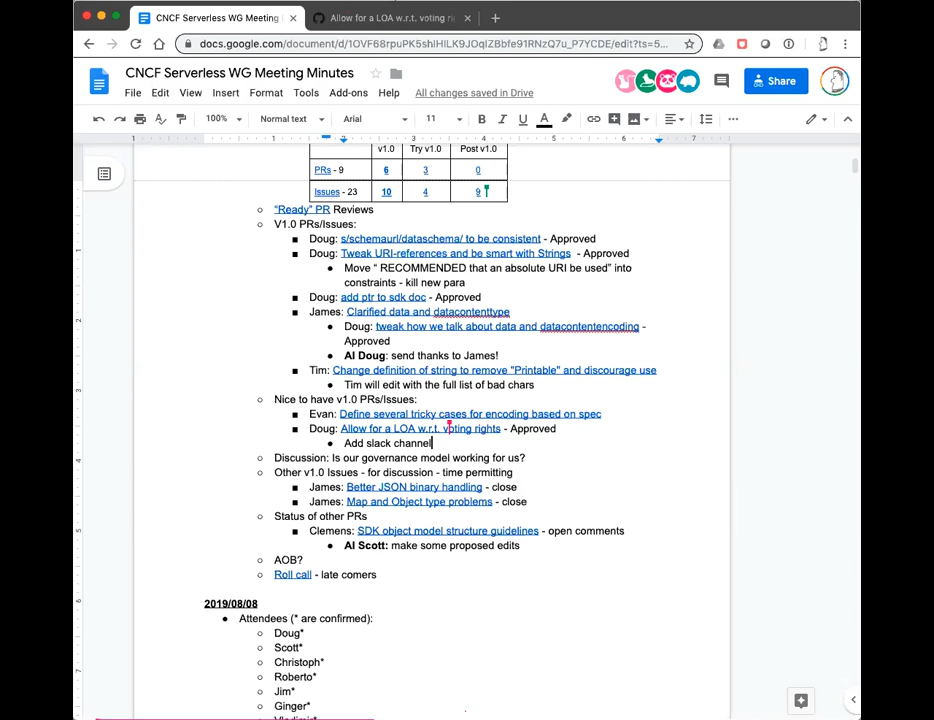 CNCF Serverless WG Meeting
Allow for a LOA w.r.t. voting ri
docs.google.com/document/d/1OVF68rpuPK5shIHILK9JOqIZBbfe91RNzQ7u_P7YCDE/edit?ts=5...
CNCF Serverless WG Meeting Minutes
Share
File Edit View Insert Format Tools Add-ons Help All changes saved in Drive
100% Normal text Arial 11 B I U A
1 1 2 3 4 5 6 7
v1.0 Try v1.0 Post v1.0
PRs - 9 6 3 0
Issues - 23 10 4 9
“Ready” PR Reviews
V1.0 PRs/Issues:
Doug: s/schemaurl/dataschema/ to be consistent - Approved
Doug: Tweak URI-references and be smart with Strings - Approved
Move “ RECOMMENDED that an absolute URI be used” into
constraints - kill new para
Doug: add ptr to sdk doc - Approved
James: Clarified data and datacontenttype
Doug: tweak how we talk about data and datacontentencoding -
Approved
AI Doug: send thanks to James!
Tim: Change definition of string to remove "Printable" and discourage use
Tim will edit with the full list of bad chars
Nice to have v1.0 PRs/Issues:
Evan: Define several tricky cases for encoding based on spec
Doug: Allow for a LOA w.r.t. voting rights - Approved
Add slack channel
Discussion: Is our governance model working for us?
Other v1.0 Issues - for discussion - time permitting
James: Better JSON binary handling - close
James: Map and Object type problems - close
Status of other PRs
Clemens: SDK object model structure guidelines - open comments
AI Scott: make some proposed edits
AOB?
Roll call - late comers
2019/08/08
Attendees (* are confirmed):
Doug*
Scott*
Christoph*
Roberto*
Jim*
Ginger*
Vladimir*